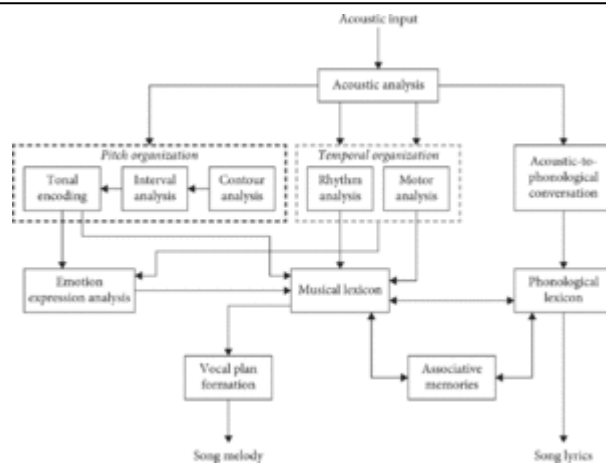 Acoustic input
Acoustic analysis
Pitch organization
Temporal organization
Tonal
encoding
Interval
analysis
Contour
analysis
Rhythm
analysis
Motor
analysis
Acoustic-to-
phonological
conversation
Emotion
expression analysis
Musical lexicon
Phonological
lexicon
Vocal plan
formation
Associative
memories
Song melody
Song lyrics